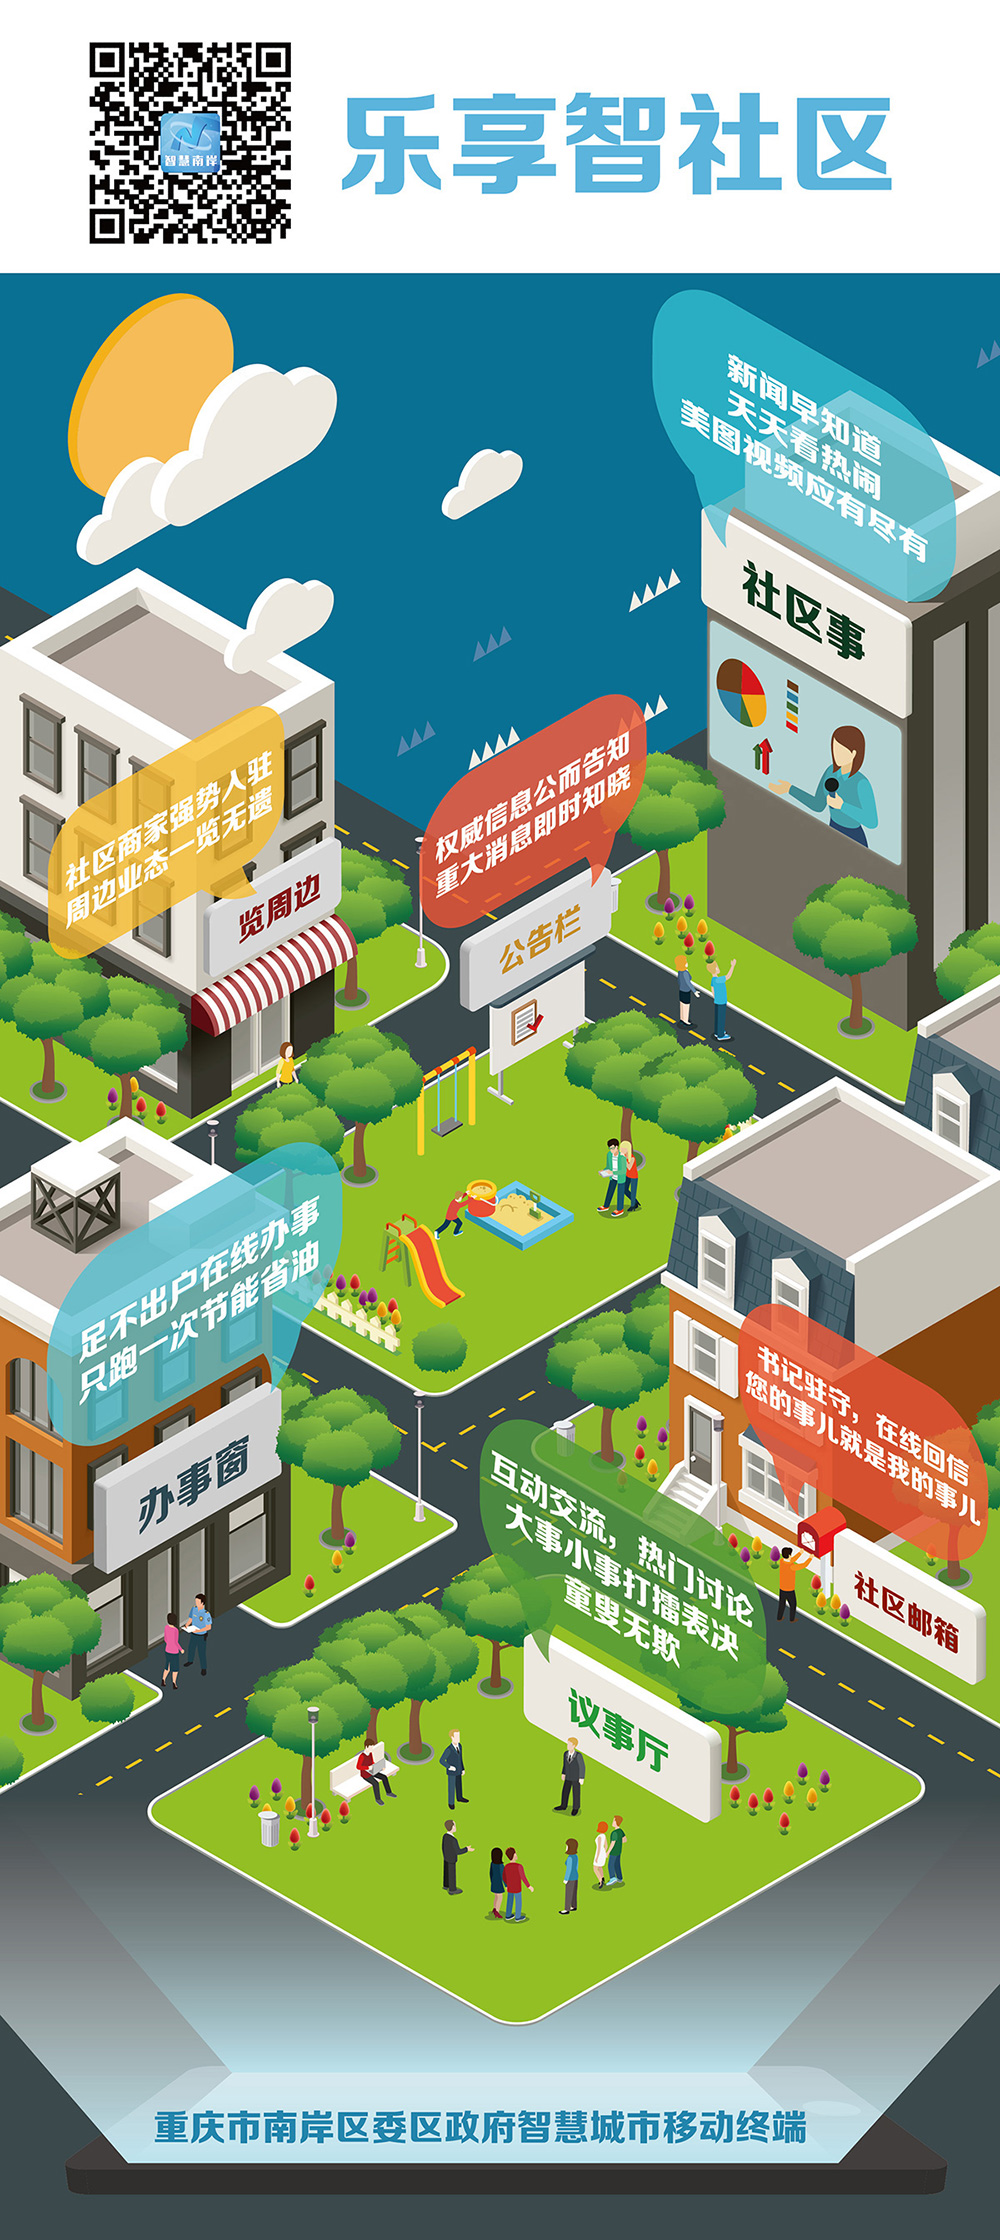 智慧南岸
乐享智社区
新闻早知道
天天看热闹
美图视频应有尽有
社区事
社区商家强势入驻
周边业态一览无遗
览周边
权威信息公而告知
重大消息即时知晓
公告栏
足不出户在线办事
只跑一次节能省油
办事窗
书记驻守，在线回信
您的事儿就是我的事儿
社区邮箱
互动交流，热门讨论
大事小事打擂表决
童叟无欺
议事厅
重庆市南岸区委区政府智慧城市移动终端